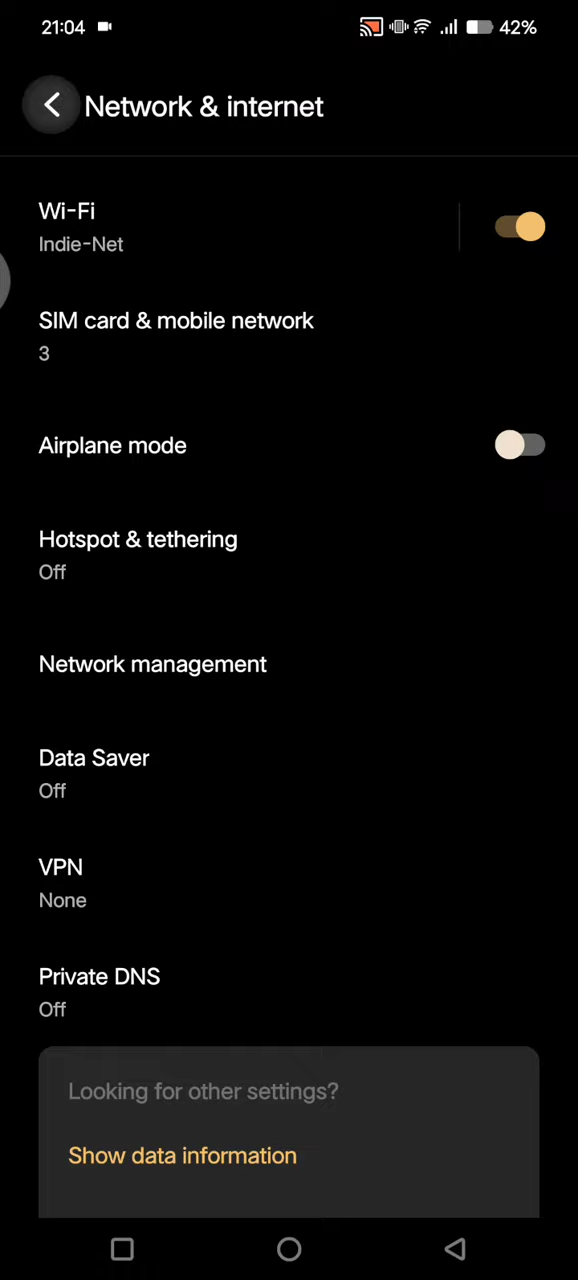 21:04 42%
Network & internet
Wi-Fi
Indie-Net
SIM card & mobile network
3
Airplane mode
Hotspot & tethering
Off
Network management
Data Saver
Off
VPN
None
Private DNS
Off
Looking for other settings?
Show data information